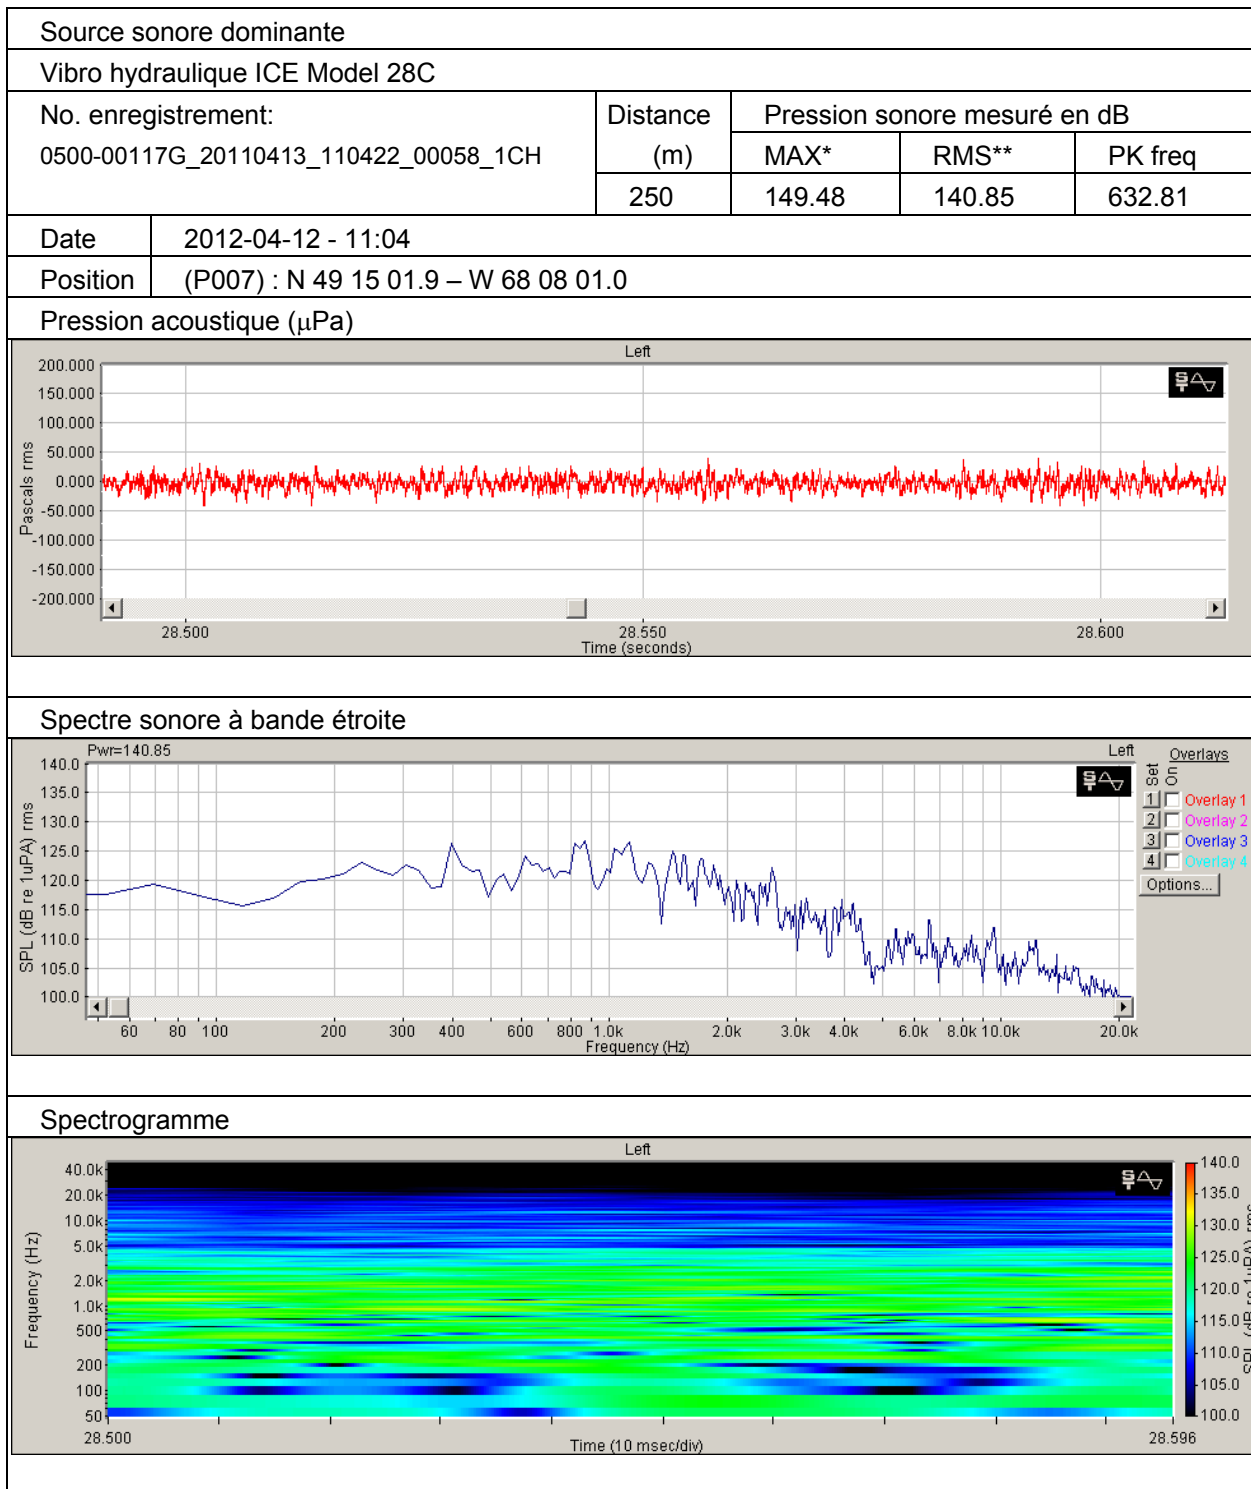 Source sonore dominante
Vibro hydraulique ICE Model 28C
No. enregistrement:
0500-00117G_20110413_110422_00058_1CH
Distance
(m)
Pression sonore mesuré en dB
MAX* RMS** PK freq
250 149.48 140.85 632.81
Date 2012-04-12 - 11:04
Position (P007) : N 49 15 01.9 – W 68 08 01.0
Pression acoustique (µPa)
Left
200.000
150.000
100.000
50.000
0.000
-50.000
-100.000
-150.000
-200.000
Pascals rms
28.500 28.550 28.600
Time (seconds)
Spectre sonore à bande étroite
Pwr=140.85 Left
140.0
135.0
130.0
125.0
120.0
115.0
110.0
105.0
100.0
SPL (dB re 1uPA) rms
60 80 100 200 300 400 600 800 1.0k 2.0k 3.0k 4.0k 6.0k 8.0k 10.0k 20.0k
Frequency (Hz)
Overlays
Set On
1 Overlay 1
2 Overlay 2
3 Overlay 3
4 Overlay 4
Options...
Spectrogramme
Left
40.0k
20.0k
10.0k
5.0k
2.0k
1.0k
500
200
100
50
Frequency (Hz)
28.500 28.596
Time (10 msec/div)
140.0
135.0
130.0
125.0
120.0
115.0
110.0
105.0
100.0
SPL (dB re 1uPA) rms